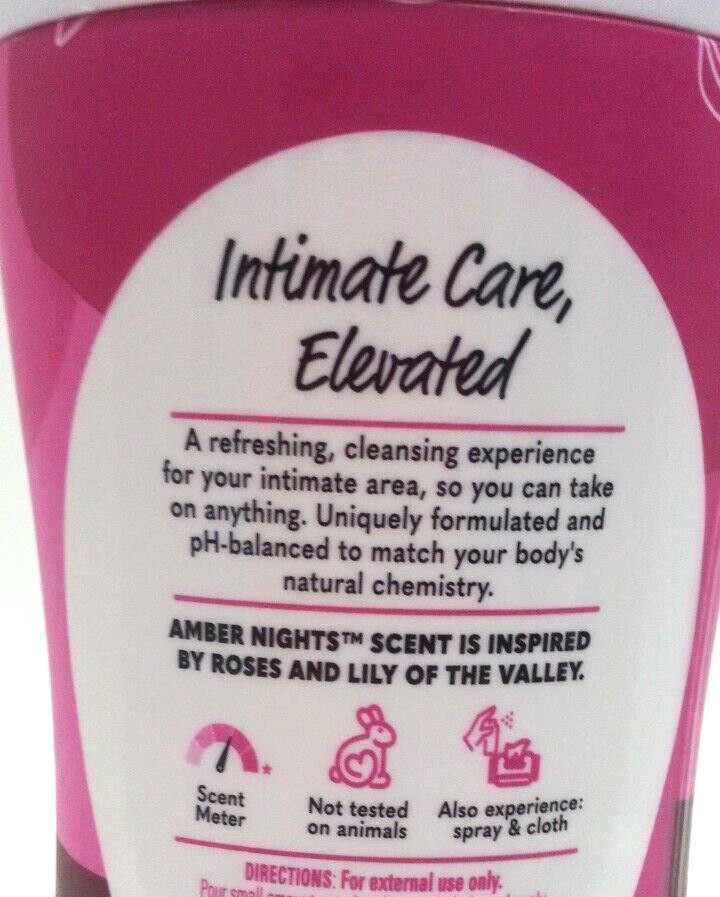 Intimate Care,
Elevated
A refreshing, cleansing experience
for your intimate area, so you can take
on anything. Uniquely formulated and
pH-balanced to match your body's
natural chemistry.
AMBER NIGHTS™ SCENT IS INSPIRED
BY ROSES AND LILY OF THE VALLEY.
*
Scent
Meter
Not tested
on animals
Also experience:
spray & cloth
DIRECTIONS: For external use only.
Pour small